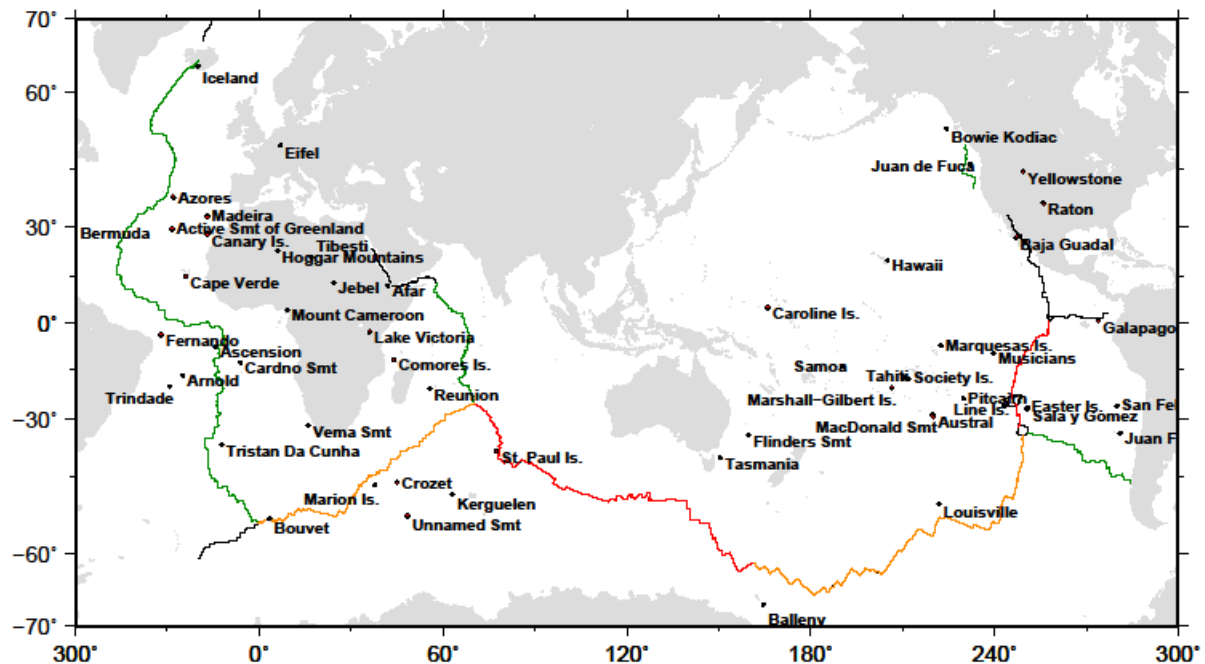 70°
Iceland
60°
Bowie Kodiac
Eifel
Juan de Fuca
Yellowstone
Azores
Raton
Madeira
30°
Bermuda
Active Smt of Greenland
Canary Is.
Tibesti
Baja Guadal
Hoggar Mountains
Hawaii
Cape Verde
Jebel
Afar
Mount Cameroon
Caroline Is.
0°
Galapago
Fernando
Lake Victoria
Ascension
Marquesas Is.
Musicians
Cardno Smt
Comores Is.
Samoa
Arnold
Tahiti
Society Is.
Trindade
Reunion
Marshall-Gilbert Is.
Pitcairn
Line Is.
Easter Is.
San Fel
-30°
Sala y Gomez
MacDonald Smt
Austral
Vema Smt
Flinders Smt
Juan F
Tristan Da Cunha
St. Paul Is.
Tasmania
Crozet
Marion Is.
Kerguelen
Louisville
Bouvet
Unnamed Smt
-60°
Balleny
-70°
300° 0° 60° 120° 180° 240° 300°